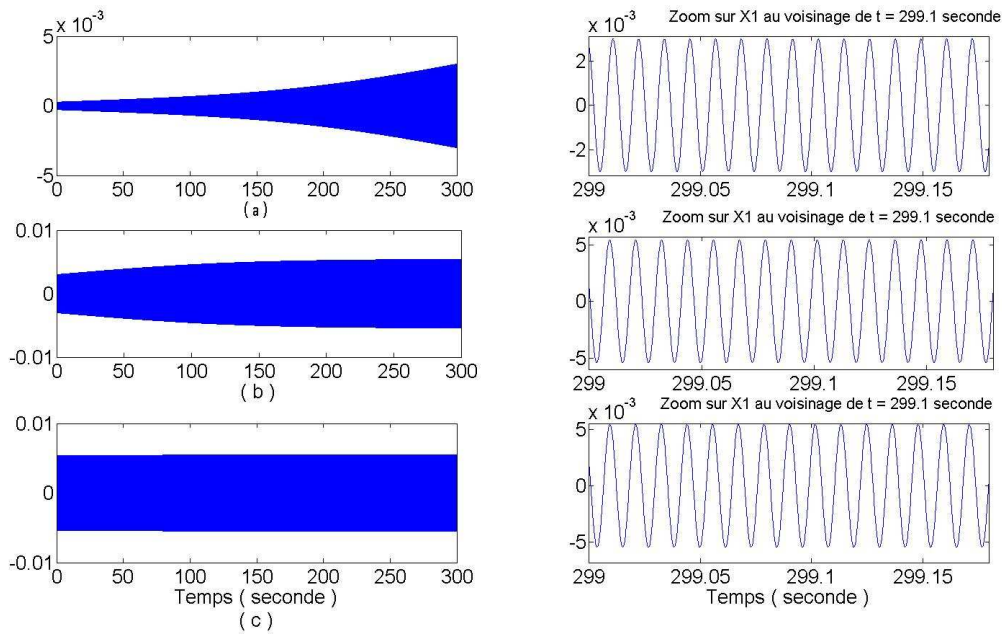 x 10-3
5
0
-5
0 50 100 150 200 250 300
(a)
Zoom sur X1 au voisinage de t = 299.1 seconde
x 10-3
2
0
-2
299 299.05 299.1 299.15
0.01
0
-0.01
0 50 100 150 200 250 300
( b )
Zoom sur X1 au voisinage de t = 299.1 seconde
x 10-3
5
0
-5
299 299.05 299.1 299.15
0.01
0
-0.01
0 50 100 150 200 250 300
Temps ( seconde )
( c )
Zoom sur X1 au voisinage de t = 299.1 seconde
x 10-3
5
0
-5
299 299.05 299.1 299.15
Temps ( seconde )